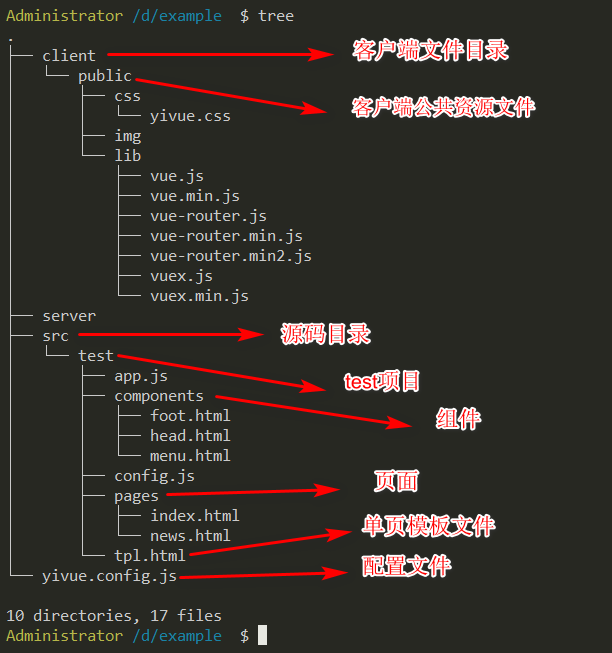 Administrator /d/example  $ tree
.
├── client 客户端文件目录
│   └── public
│       ├── css 客户端公共资源文件
│       │   └── yivue.css
│       ├── img
│       └── lib
│           ├── vue.js
│           ├── vue.min.js
│           ├── vue-router.js
│           ├── vue-router.min.js
│           ├── vue-router.min2.js
│           ├── vuex.js
│           └── vuex.min.js
├── server
├── src 源码目录
│   └── test
│       ├── app.js test项目
│       ├── components
│       │   ├── foot.html 组件
│       │   ├── head.html
│       │   └── menu.html
│       ├── config.js 页面
│       ├── pages
│       │   ├── index.html
│       │   └── news.html 单页模板文件
│       └── tpl.html
└── yivue.config.js 配置文件
10 directories, 17 files
Administrator /d/example  $